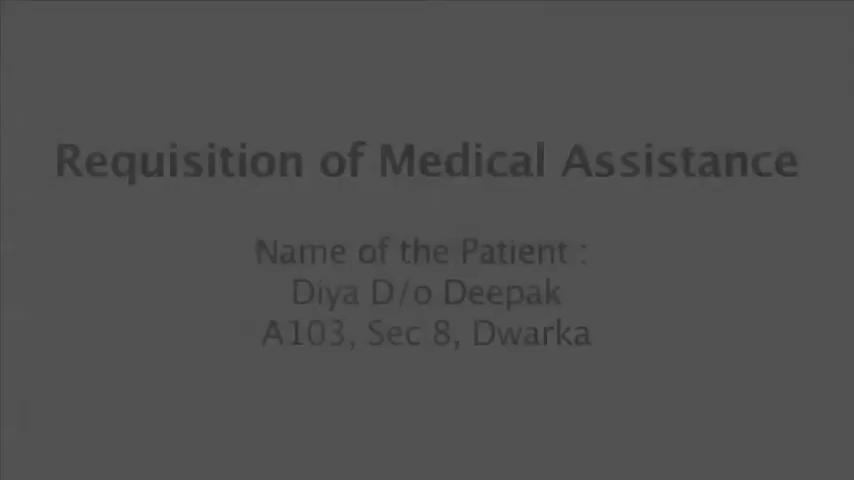 Requisition of Medical Assistance
Name of the Patient :
Diya D/o Deepak
A103, Sec 8, Dwarka